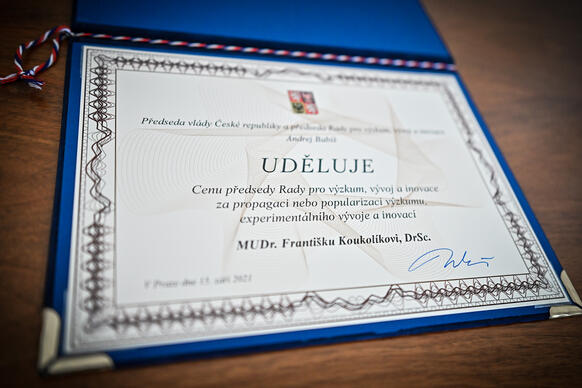 Předseda vlády České republiky a předseda Rady pro výzkum, vývoj a inovace
Andrej Babiš
UDĚLUJE
Cenu předsedy Rady pro výzkum, vývoj a inovace
za propagaci nebo popularizaci výzkumu,
experimentálního vývoje a inovací
MUDr. Františku Koukolíkovi, DrSc.
V Praze dne 15. září 2021